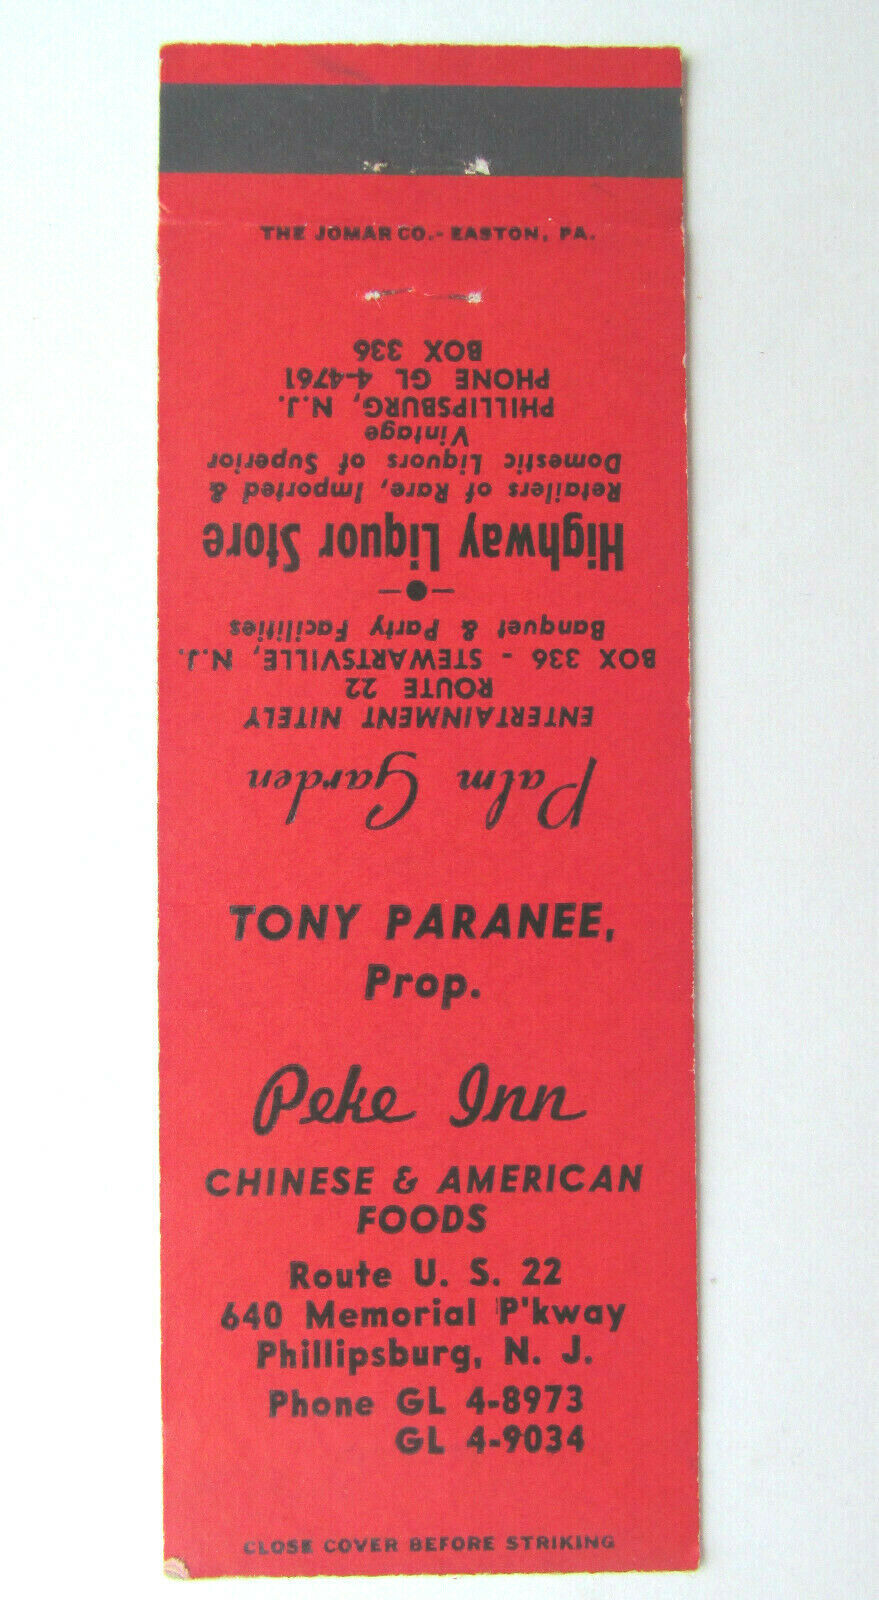 THE JOMAR CO. - EASTON, PA.
Palm Garden
ENTERTAINMENT NITELY
ROUTE 22
BOX 336 - STEWARTSVILLE, N.J.
Banquet & Party Facilities
Highway Liquor Store
Retailers of Rare, Imported &
Domestic Liquors of Superior
Vintage
PHILLIPSBURG, N.J.
PHONE GL 4-4761
BOX 336
TONY PARANEE,
Prop.
Peke Inn
CHINESE & AMERICAN
FOODS
Route U. S. 22
640 Memorial P'kway
Phillipsburg, N. J.
Phone GL 4-8973
GL 4-9034
CLOSE COVER BEFORE STRIKING